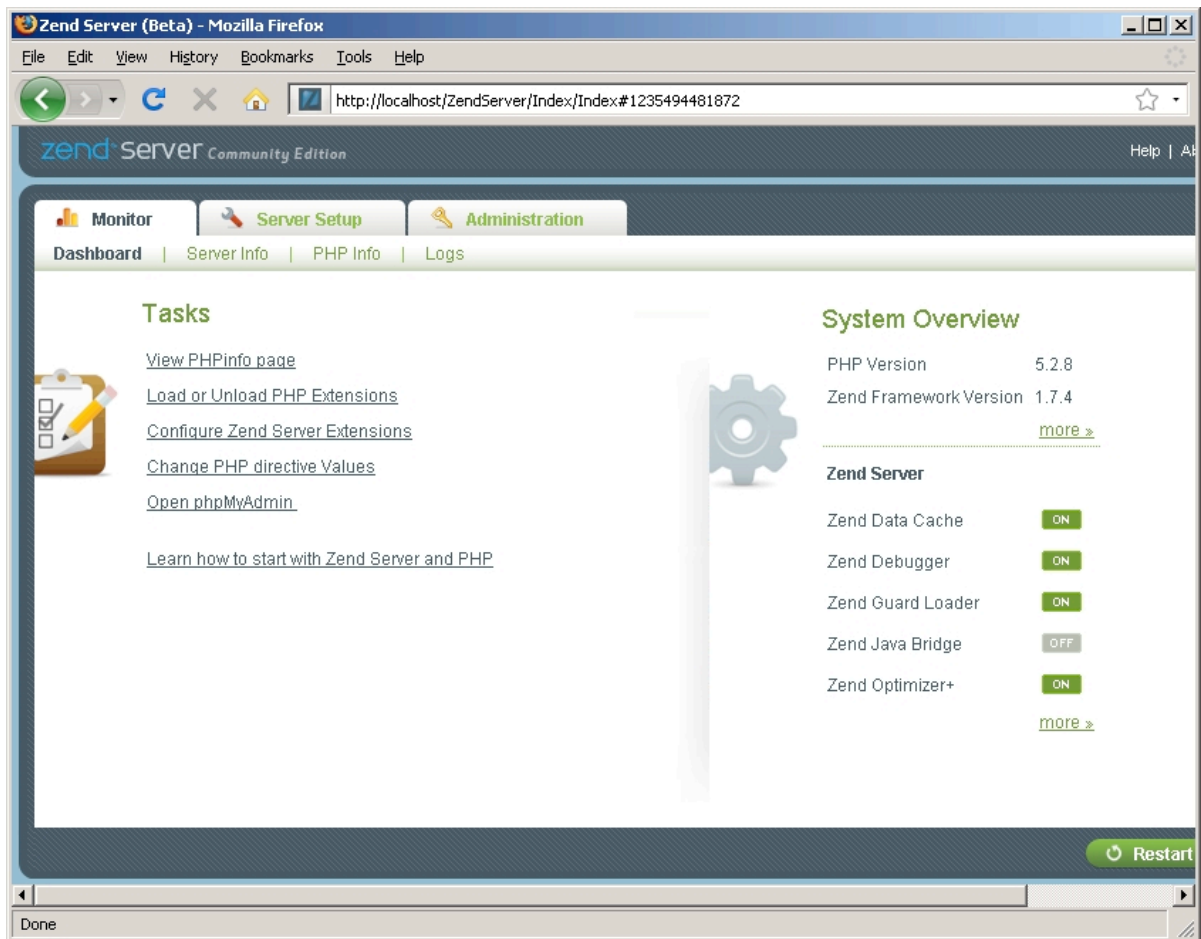 Zend Server (Beta) - Mozilla Firefox
File Edit View History Bookmarks Tools Help
http://localhost/ZendServer/Index/Index#1235494481872
zend server Community Edition
Help |
Monitor Server Setup Administration
Dashboard | Server Info | PHP Info | Logs
Tasks
View PHPinfo page
Load or Unload PHP Extensions
Configure Zend Server Extensions
Change PHP directive Values
Open phpMyAdmin
Learn how to start with Zend Server and PHP
System Overview
PHP Version 5.2.8
Zend Framework Version 1.7.4
more »
Zend Server
Zend Data Cache ON
Zend Debugger ON
Zend Guard Loader ON
Zend Java Bridge OFF
Zend Optimizer+ ON
more »
Restart
Done